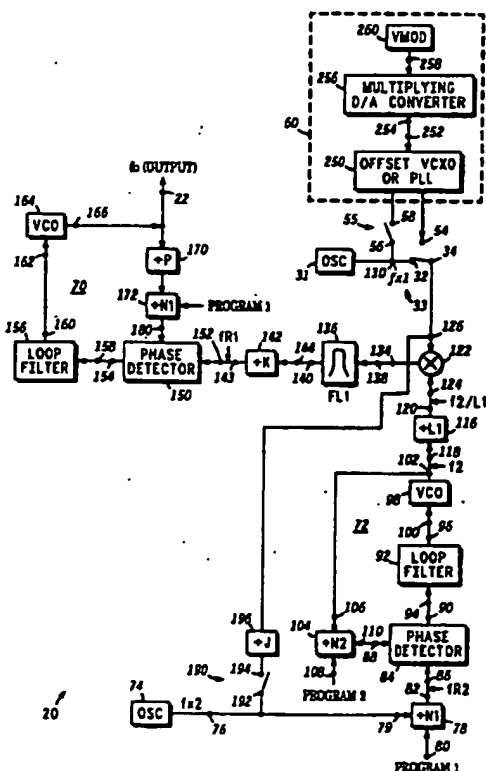 260
VMOD
258
256
MULTIPLYING
D/A CONVERTER
60
254
252
250
OFFSET VCXO
OR PLL
fo (OUTPUT)
22
164
VCO
166
162
70
÷P
170
172
÷N1
PROGRAM 1
180
160
156
LOOP
FILTER
158
154
PHASE
DETECTOR
150
152
fR1
143
÷K
142
144
140
136
FL1
134
138
55
58
54
56
34
31
OSC
130
fx1
32
33
126
122
124
f2/L1
120
÷L1
116
118
102
f2
98
VCO
72
100
96
92
LOOP
FILTER
94
90
106
104
÷N2
110
88
PHASE
DETECTOR
84
108
PROGRAM 2
86
82
fR2
196
÷J
190
194
192
74
OSC
fx2
76
79
÷N1
78
80
PROGRAM 1
20